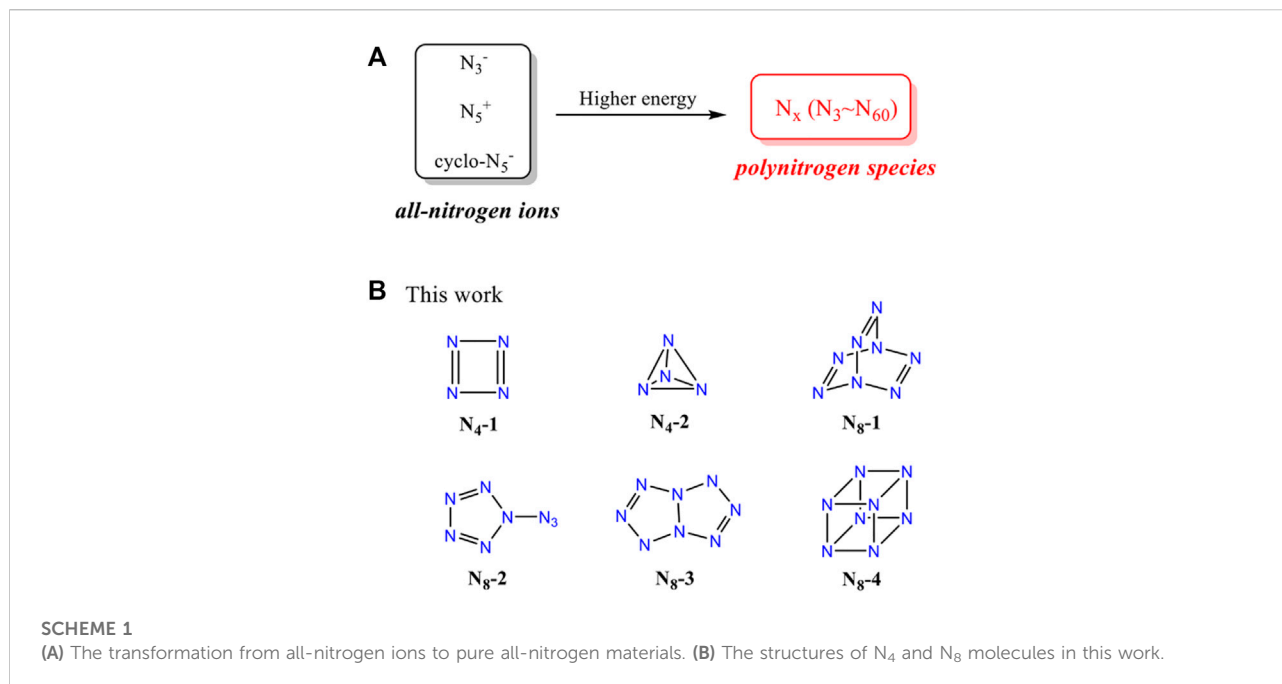 A
N₃⁻
N₅⁺
cyclo-N₅⁻
all-nitrogen ions
Higher energy
Nₓ (N₃~N₆₀)
polynitrogen species
B This work
N N
N N
N₄-1
N
N
N N
N₄-2
N
N
N N N
N N N
N₈-1
N N
N N N₃
N
N₈-2
N N N
N N
N N N
N₈-3
N N
N N
N N
N N
N₈-4
SCHEME 1
(A) The transformation from all-nitrogen ions to pure all-nitrogen materials. (B) The structures of N₄ and N₈ molecules in this work.